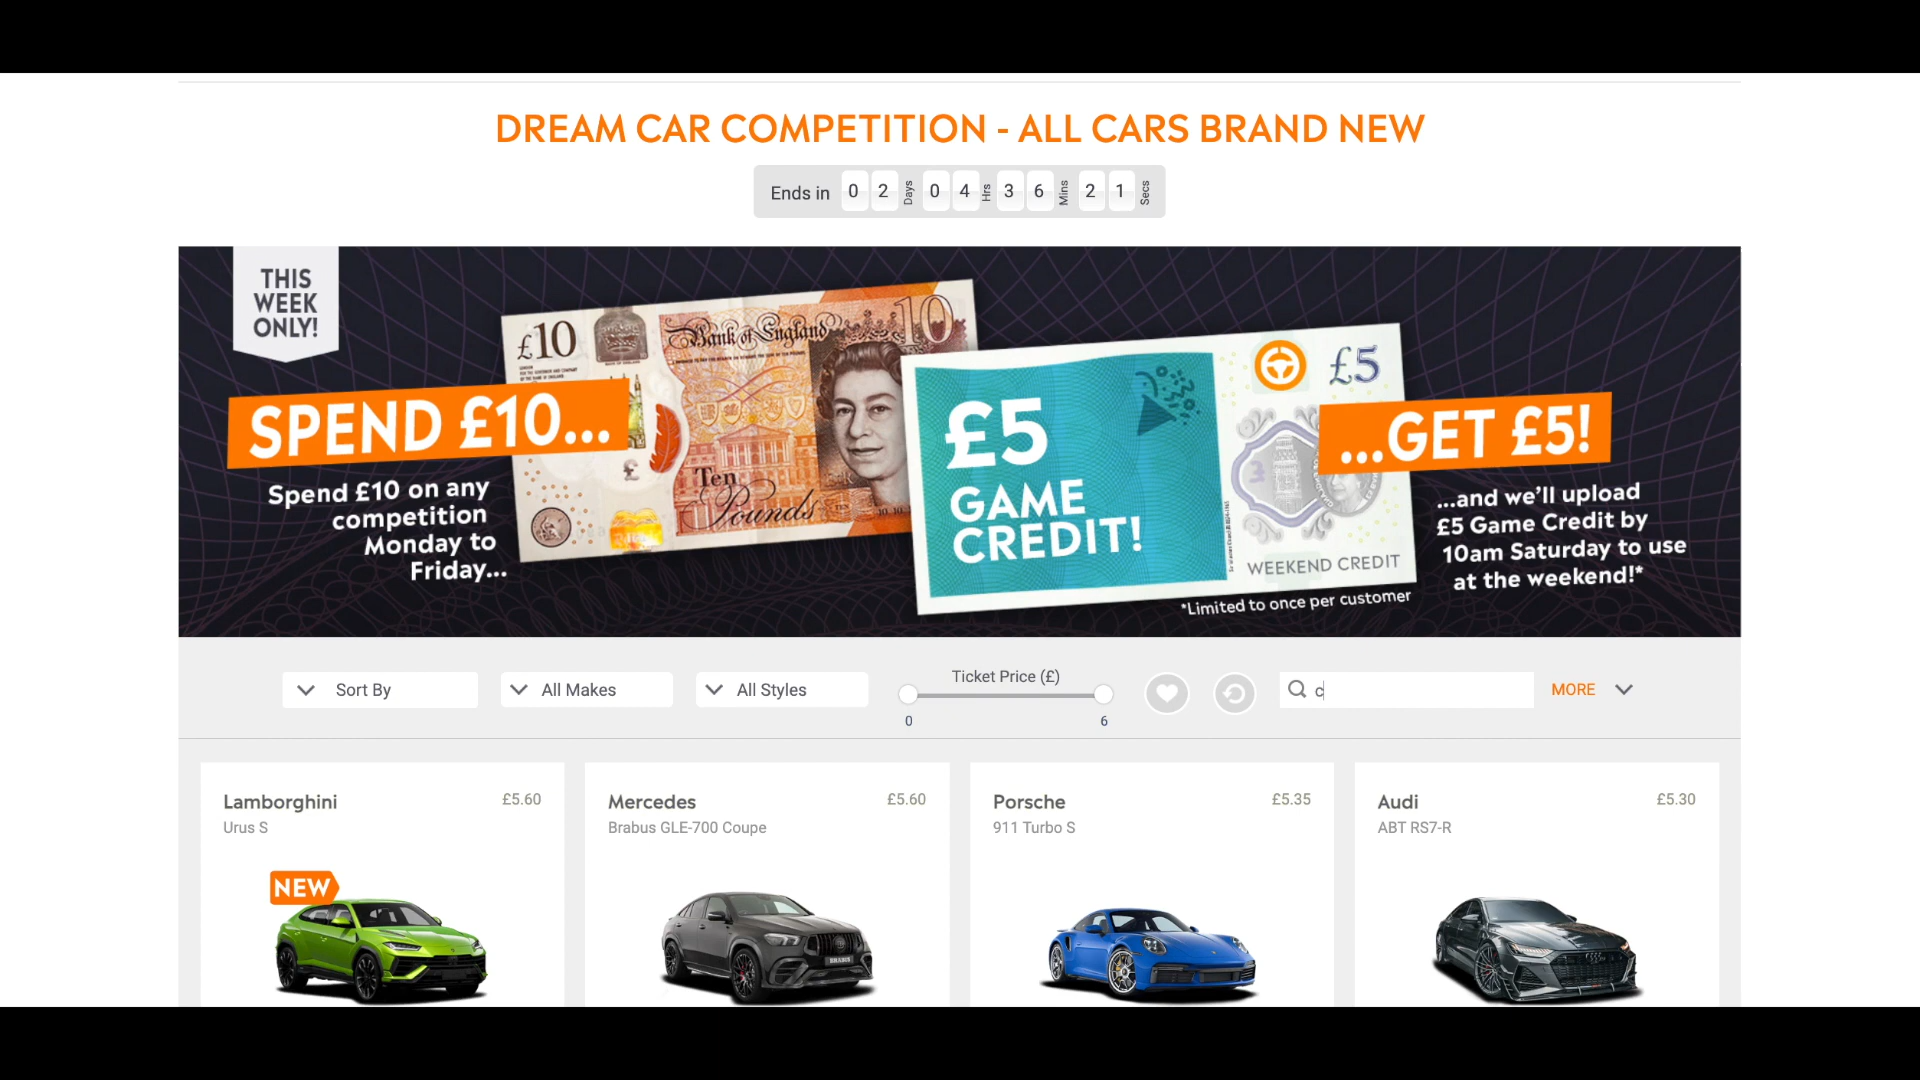 DREAM CAR COMPETITION - ALL CARS BRAND NEW
Ends in 0 2 Days 0 4 Hrs 3 6 Mins 2 1 Secs
THIS
WEEK
ONLY!
SPEND £10...
Spend £10 on any
competition
Monday to
Friday...
£10
Bank of England
10
Ten
Pounds
£5
GAME
CREDIT!
£5
WEEKEND CREDIT
*Limited to once per customer
...GET £5!
...and we'll upload
£5 Game Credit by
10am Saturday to use
at the weekend!*
Sort By
All Makes
All Styles
Ticket Price (£)
0 6
c
MORE
Lamborghini £5.60
Urus S
NEW
Mercedes £5.60
Brabus GLE-700 Coupe
BRABUS
Porsche £5.35
911 Turbo S
Audi £5.30
ABT RS7-R